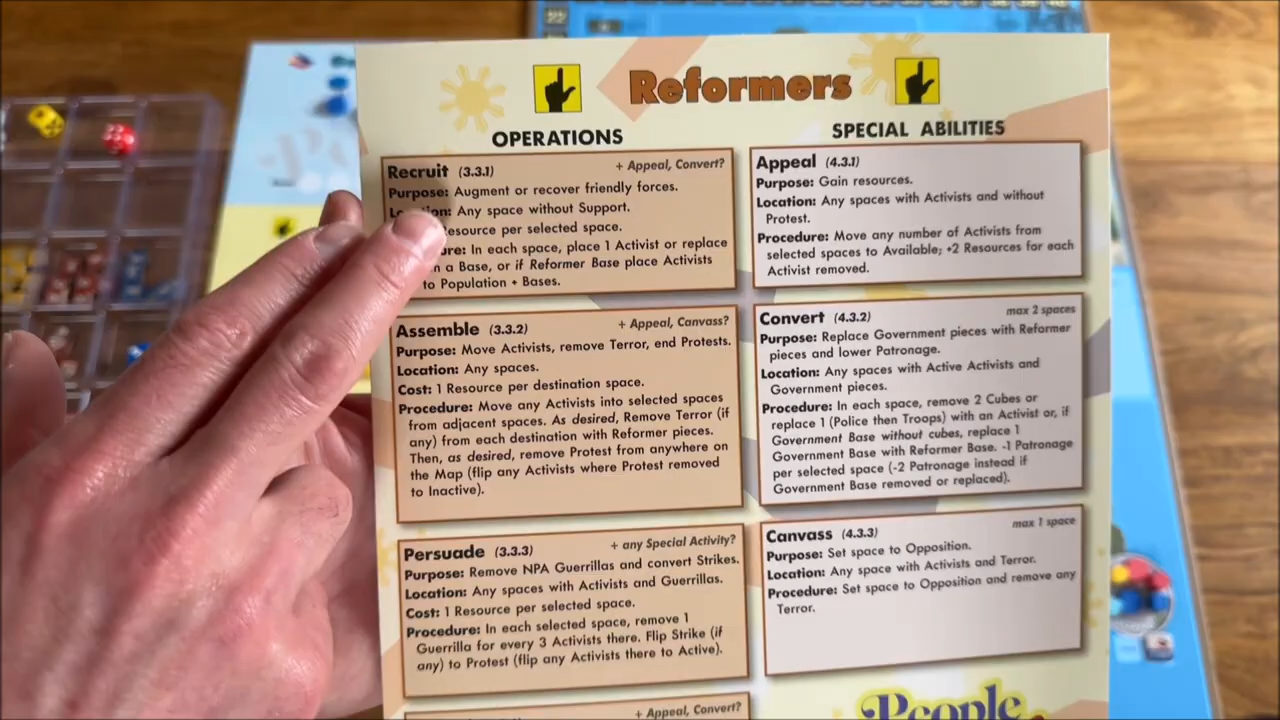 Reformers
OPERATIONS
Recruit (3.3.1) + Appeal, Convert?
Purpose: Augment or recover friendly forces.
Any space without Support.
per selected space.
In each space, place 1 Activist or replace
a Base, or if Reformer Base place Activists
to Population + Bases.
Assemble (3.3.2) + Appeal, Canvass?
Purpose: Move Activists, remove Terror, end Protests.
Location: Any spaces.
Cost: 1 Resource per destination space.
Procedure: Move any Activists into selected spaces
from adjacent spaces. As desired, Remove Terror (if
any) from each destination with Reformer pieces.
Then, as desired, remove Protest from anywhere on
the Map (flip any Activists where Protest removed
to Inactive).
Persuade (3.3.3) + any Special Activity?
Purpose: Remove NPA Guerrillas and convert Strikes.
Location: Any spaces with Activists and Guerrillas.
Cost: 1 Resource per selected space.
Procedure: In each selected space, remove 1
Guerrilla for every 3 Activists there. Flip Strike (if
any) to Protest (flip any Activists there to Active).
+ Appeal, Convert?
SPECIAL ABILITIES
Appeal (4.3.1)
Purpose: Gain resources.
Location: Any spaces with Activists and without
Protest.
Procedure: Move any number of Activists from
selected spaces to Available; +2 Resources for each
Activist removed.
Convert (4.3.2) max 2 spaces
Purpose: Replace Government pieces with Reformer
pieces and lower Patronage.
Location: Any spaces with Active Activists and
Government pieces.
Procedure: In each space, remove 2 Cubes or
replace 1 (Police then Troops) with an Activist or, if
Government Base without cubes, replace 1
Government Base with Reformer Base. -1 Patronage
per selected space (-2 Patronage instead if
Government Base removed or replaced).
Canvass (4.3.3) max 1 space
Purpose: Set space to Opposition.
Location: Any space with Activists and Terror.
Procedure: Set space to Opposition and remove any
Terror.
People
22